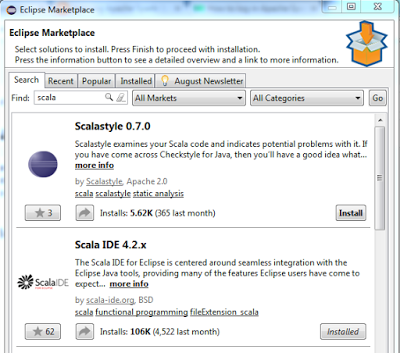 Eclipse Marketplace
Eclipse Marketplace
Select solutions to install. Press Finish to proceed with installation.
Press the information button to see a detailed overview and a link to more information.
Search Recent Popular Installed August Newsletter
Find: scala All Markets All Categories Go
Scalastyle 0.7.0
Scalastyle examines your Scala code and indicates potential problems with it. If
you have come across Checkstyle for Java, then you'll have a good idea what...
more info
by Scalastyle, Apache 2.0
scala scalastyle static analysis
3 Installs: 5.62K (365 last month) Install
Scala IDE 4.2.x
The Scala IDE for Eclipse is centered around seamless integration with the
Eclipse Java tools, providing many of the features Eclipse users have come to
expect... more info
ScalaIDE
by scala-ide.org, BSD
scala functional programming fileExtension_scala
62 Installs: 106K (4,522 last month) Installed